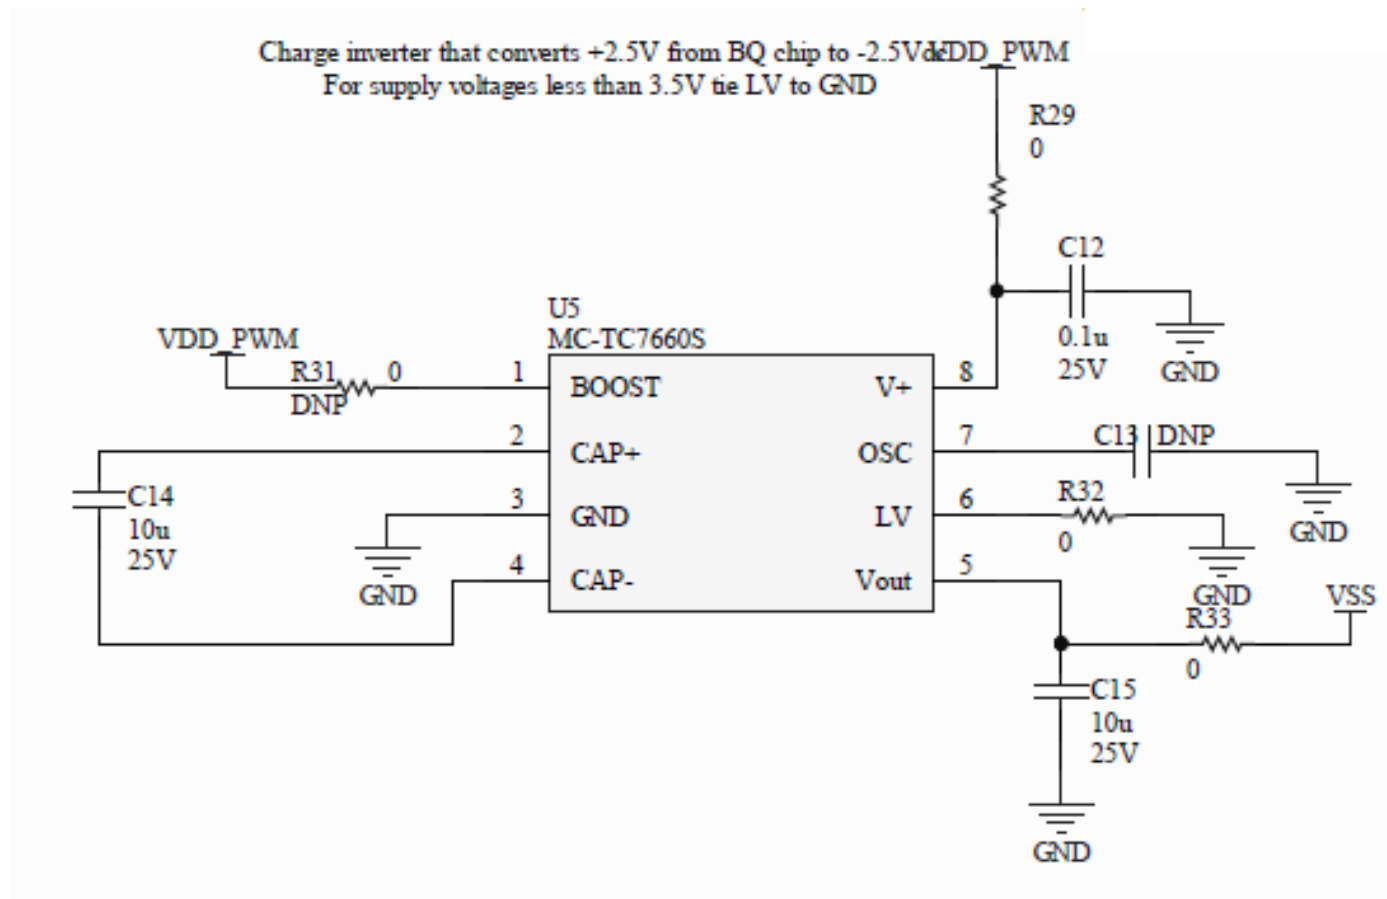 Charge inverter that converts +2.5V from BQ chip to -2.5Vdc
VDD_PWM
For supply voltages less than 3.5V tie LV to GND
R29
0
C12
0.1u
25V
GND
U5
MC-TC7660S
VDD_PWM
R31
0
DNP
1
BOOST
V+
8
2
CAP+
OSC
7
C13
DNP
GND
C14
10u
25V
3
GND
LV
6
R32
0
GND
GND
4
CAP-
Vout
5
R33
0
VSS
C15
10u
25V
GND